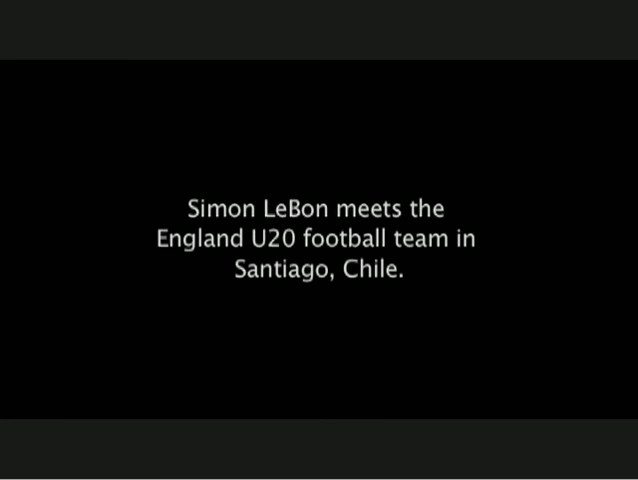 Simon LeBon meets the
England U20 football team in
Santiago, Chile.